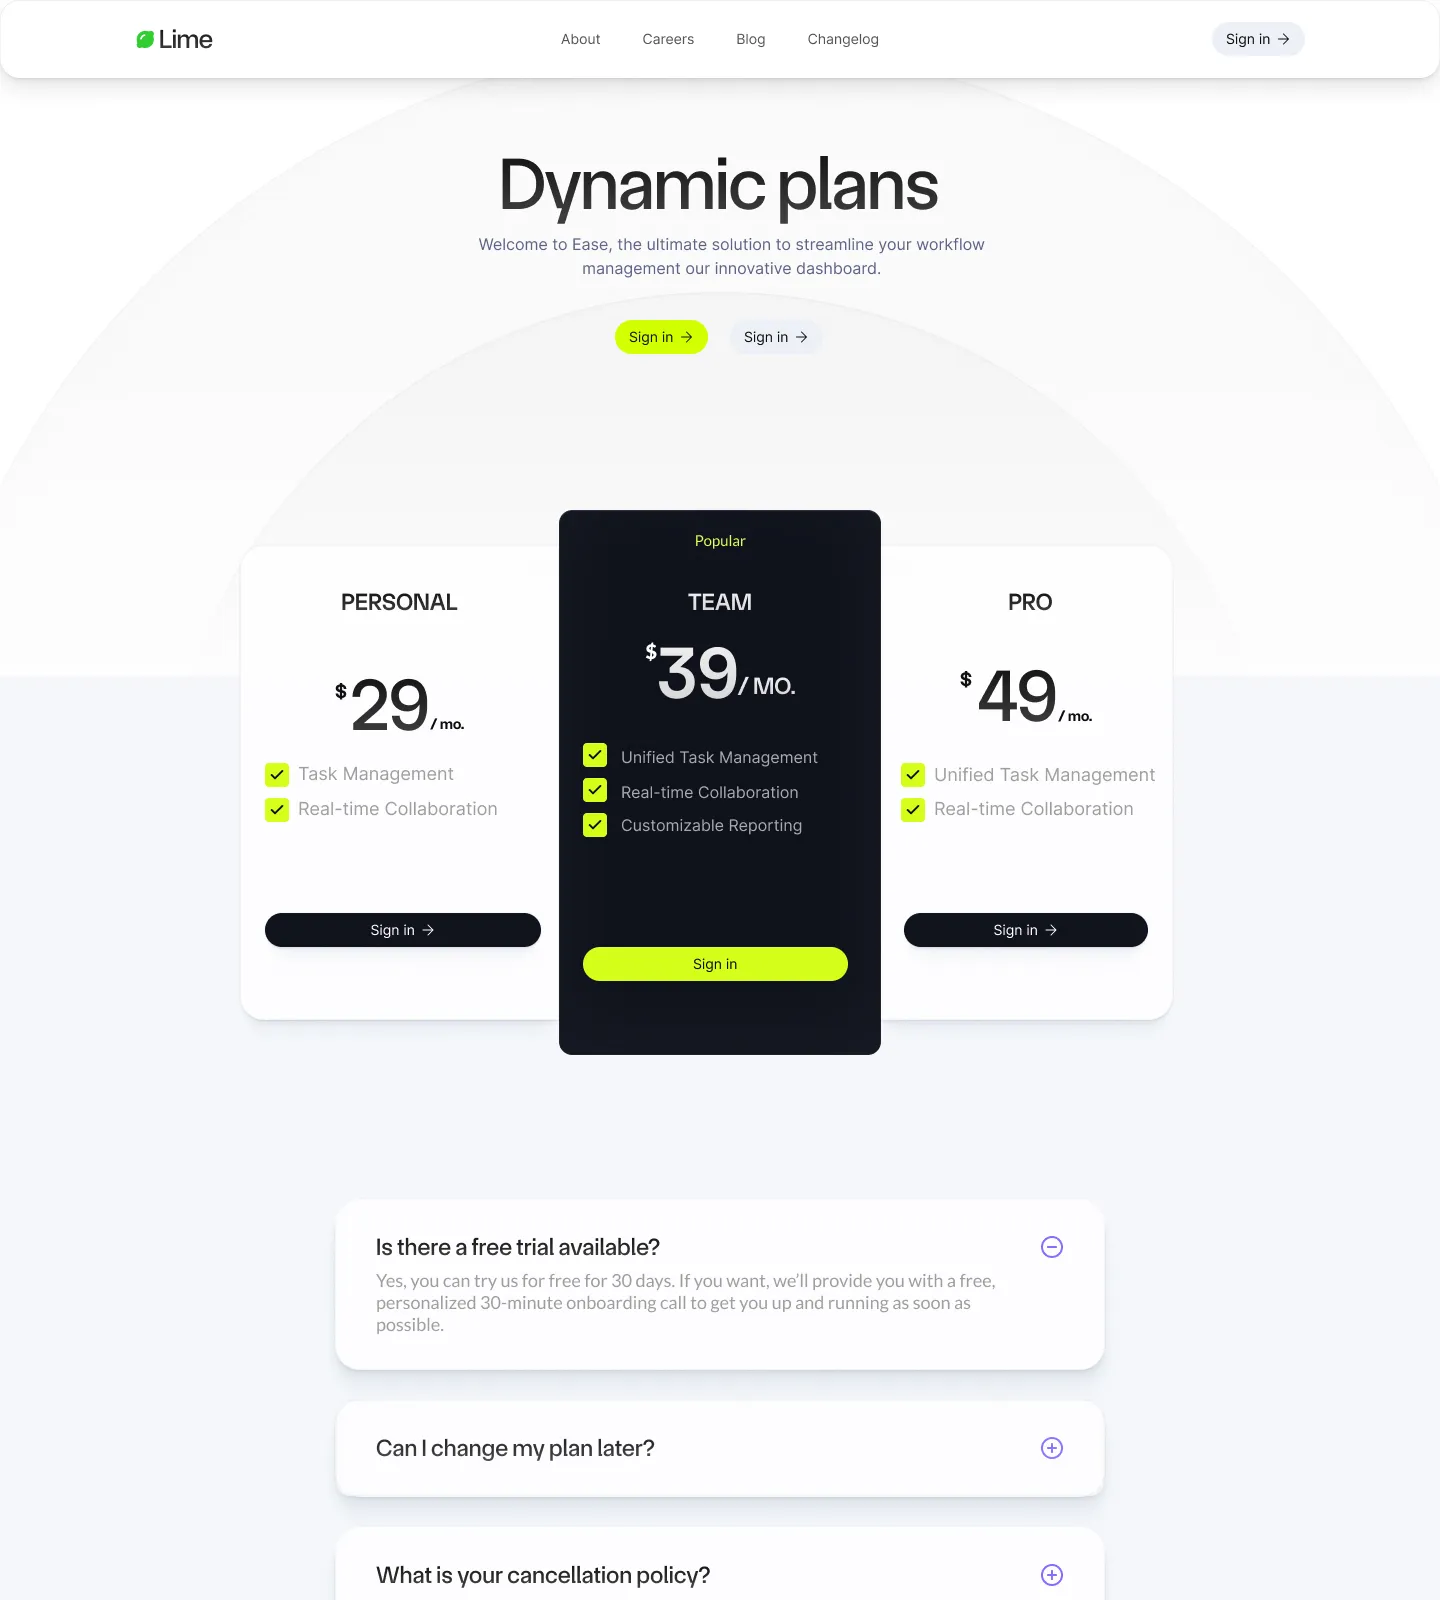 Lime
About
Careers
Blog
Changelog
Sign in
Dynamic plans
Welcome to Ease, the ultimate solution to streamline your workflow
management our innovative dashboard.
Sign in
Sign in
PERSONAL
$29/ mo.
Task Management
Real-time Collaboration
Sign in
Popular
TEAM
$39/ MO.
Unified Task Management
Real-time Collaboration
Customizable Reporting
Sign in
PRO
$49/ mo.
Unified Task Management
Real-time Collaboration
Sign in
Is there a free trial available?
Yes, you can try us for free for 30 days. If you want, we’ll provide you with a free,
personalized 30-minute onboarding call to get you up and running as soon as
possible.
Can I change my plan later?
What is your cancellation policy?